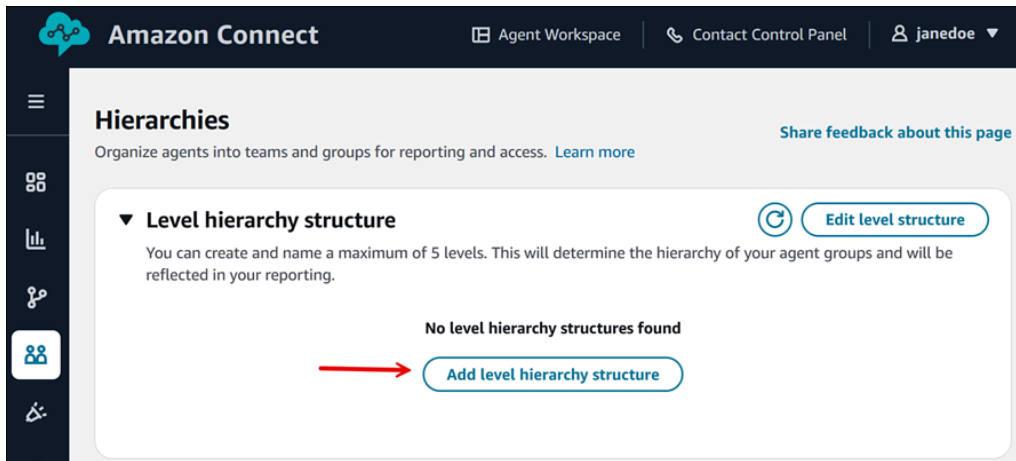 Amazon Connect
Agent Workspace
Contact Control Panel
janedoe
Hierarchies
Share feedback about this page
Organize agents into teams and groups for reporting and access. Learn more
Level hierarchy structure
Edit level structure
You can create and name a maximum of 5 levels. This will determine the hierarchy of your agent groups and will be
reflected in your reporting.
No level hierarchy structures found
Add level hierarchy structure